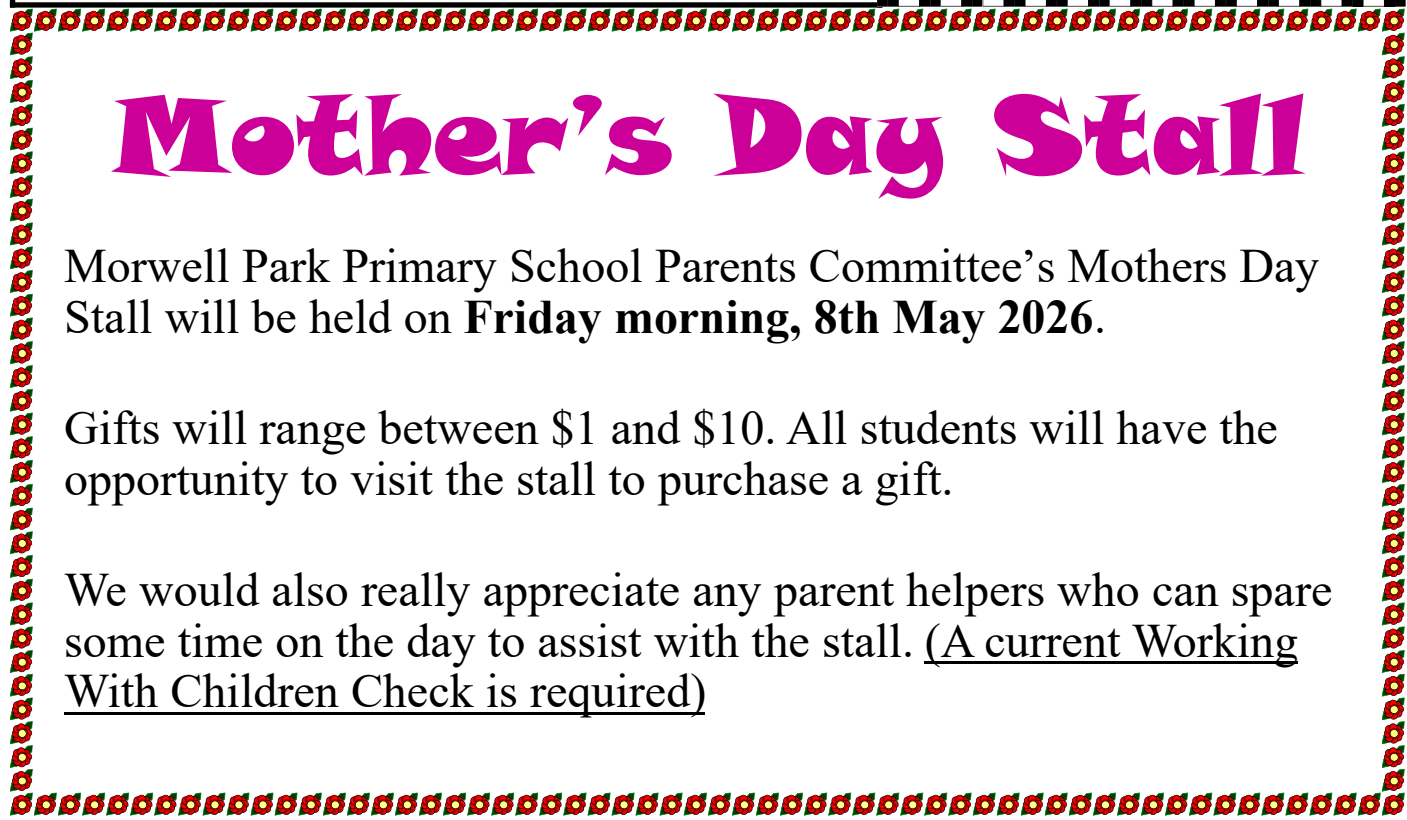 Mother’s Day Stall
Morwell Park Primary School Parents Committee’s Mothers Day
Stall will be held on Friday morning, 8th May 2026.
Gifts will range between $1 and $10. All students will have the
opportunity to visit the stall to purchase a gift.
We would also really appreciate any parent helpers who can spare
some time on the day to assist with the stall. (A current Working
With Children Check is required)